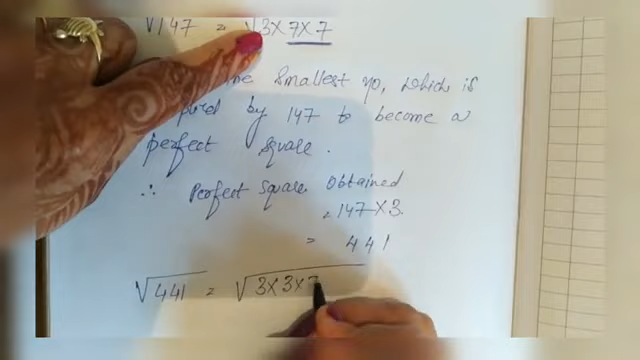 √147 = √3×7×7
smallest no, which is
by 147 to become a
perfect square.
∴ Perfect square Obtained
= 147×3
= 441
√441 = √3×3×7